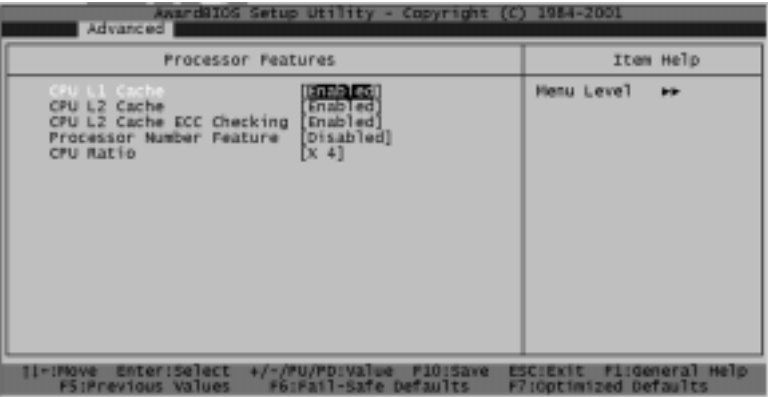 AwardBIOS Setup Utility - Copyright (C) 1984-2001
Advanced
Processor Features
Item Help
CPU L1 Cache [Enabled]
Menu Level ▸▸
CPU L2 Cache [Enabled]
CPU L2 Cache ECC Checking [Enabled]
Processor Number Feature [Disabled]
CPU Ratio [X 4]
:Move Enter:Select +/-/PU/PD:Value F10:Save ESC:Exit F1:General Help
F5:Previous Values F6:Fail-Safe Defaults F7:Optimized Defaults